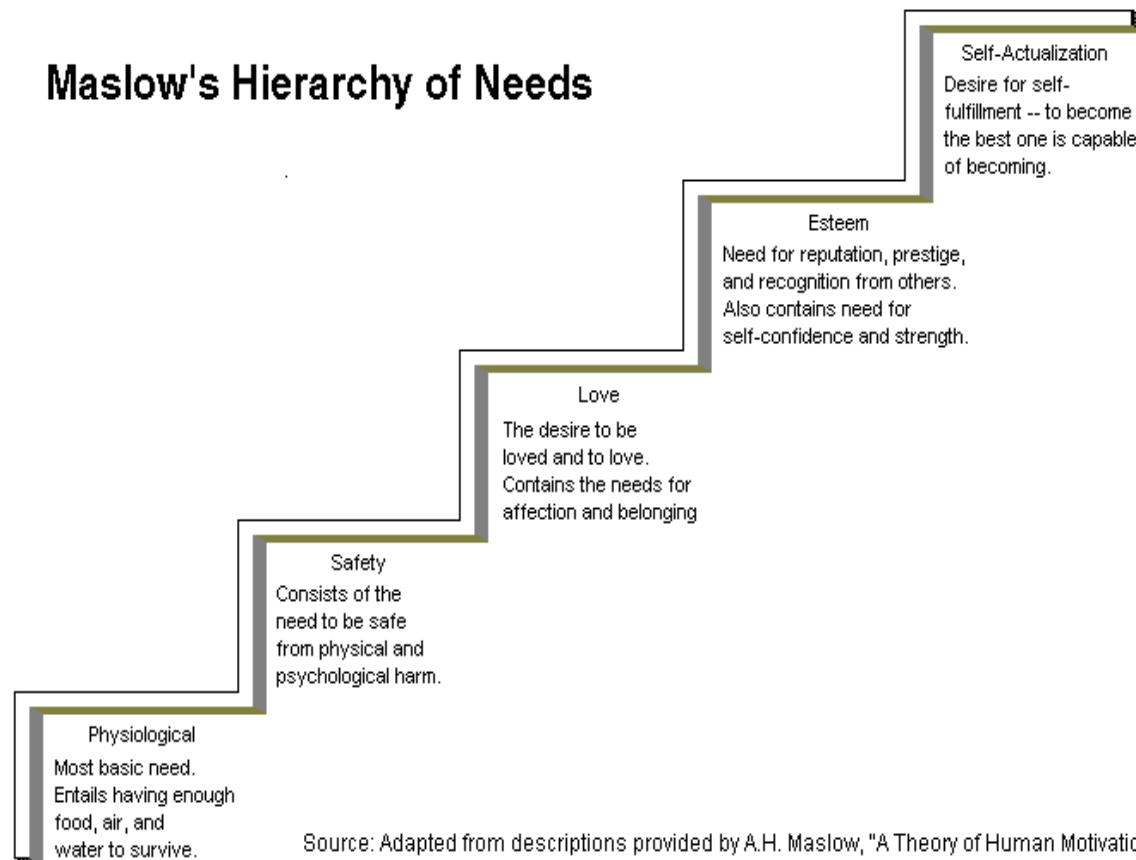 Maslow's Hierarchy of Needs
Self-Actualization
Desire for self-
fulfillment -- to become
the best one is capable
of becoming.
Esteem
Need for reputation, prestige,
and recognition from others.
Also contains need for
self-confidence and strength.
Love
The desire to be
loved and to love.
Contains the needs for
affection and belonging
Safety
Consists of the
need to be safe
from physical and
psychological harm.
Physiological
Most basic need.
Entails having enough
food, air, and
water to survive.
Source: Adapted from descriptions provided by A.H. Maslow, "A Theory of Human